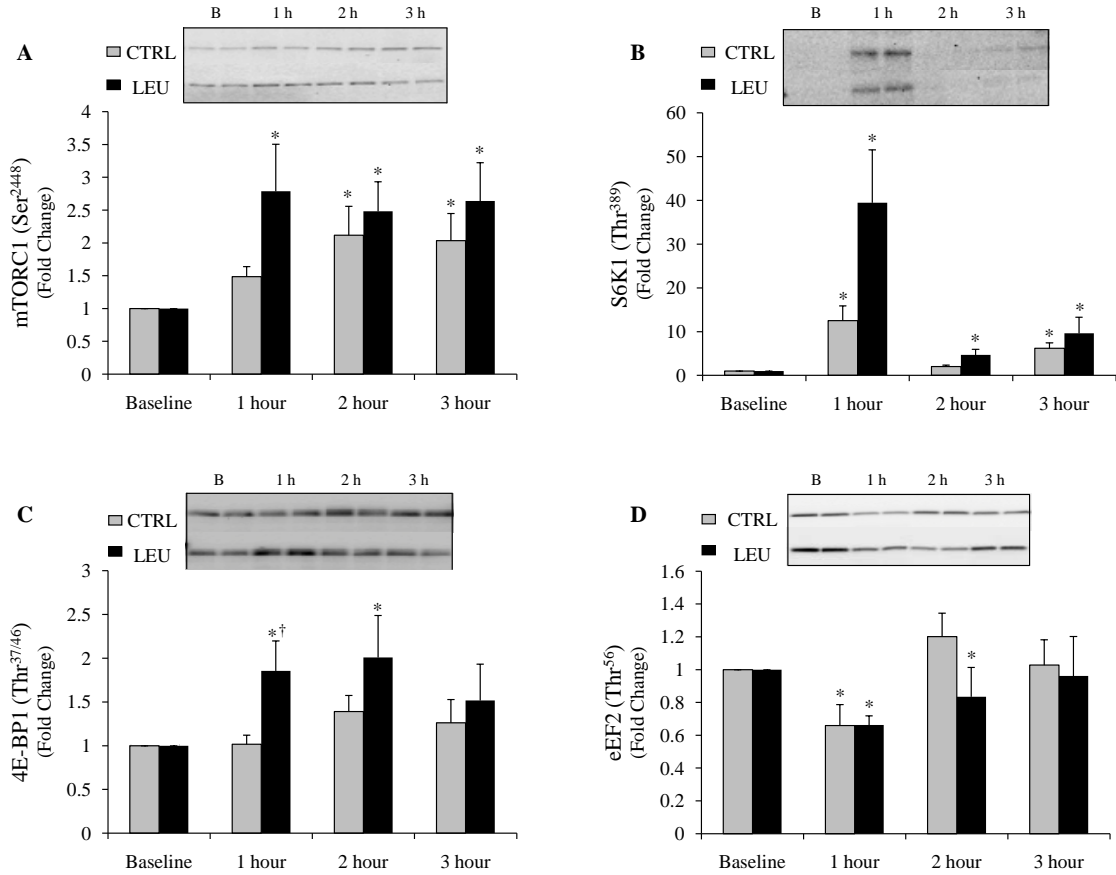 B 1 h 2 h 3 h
A
CTRL
LEU
mTORC1 (Ser2448)
(Fold Change)
4
3.5
3
2.5
2
1.5
1
0.5
0
*
* *
* *
Baseline 1 hour 2 hour 3 hour
B 1 h 2 h 3 h
B
CTRL
LEU
S6K1 (Thr389)
(Fold Change)
60
50
40
30
20
10
0
* *
*
* *
Baseline 1 hour 2 hour 3 hour
B 1 h 2 h 3 h
C
CTRL
LEU
4E-BP1 (Thr37/46)
(Fold Change)
3
2.5
2
1.5
1
0.5
0
*†
*
Baseline 1 hour 2 hour 3 hour
B 1 h 2 h 3 h
D
CTRL
LEU
eEF2 (Thr56)
(Fold Change)
1.6
1.4
1.2
1
0.8
0.6
0.4
0.2
0
* *
*
Baseline 1 hour 2 hour 3 hour